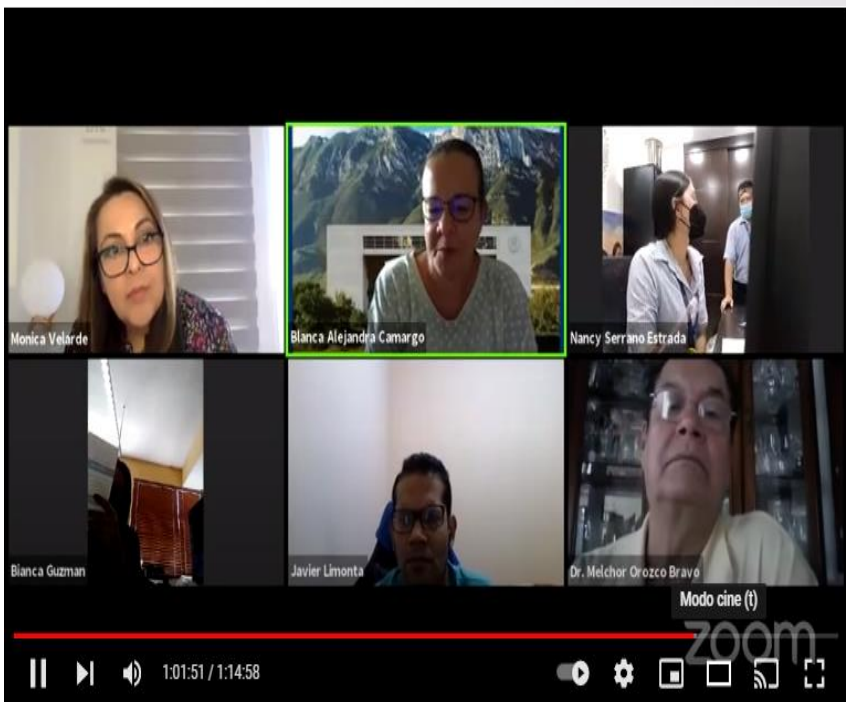 Monica Velarde
Blanca Alejandra Camargo
Nancy Serrano Estrada
Bianca Guzman
Javier Limonta
Dr. Melchor Orozco Bravo
Modo cine (t)
zoom
1:01:51 / 1:14:58